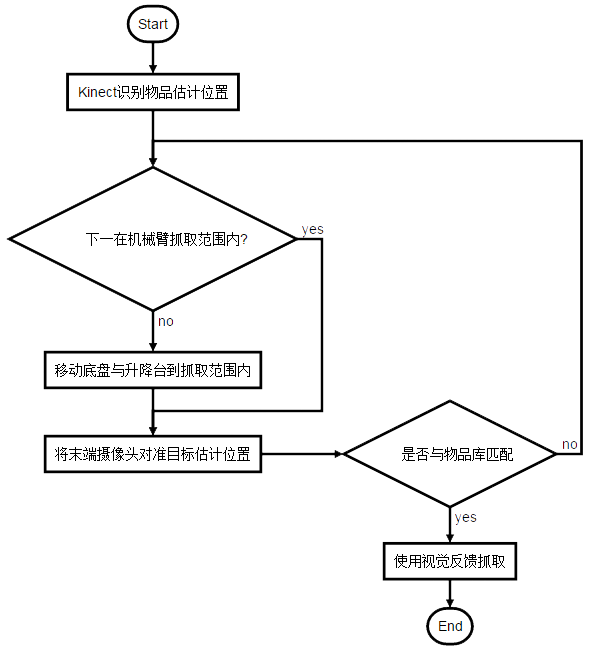 Start
Kinect识别物品估计位置
下一在机械臂抓取范围内?
yes
no
移动底盘与升降台到抓取范围内
将末端摄像头对准目标估计位置
是否与物品库匹配
no
yes
使用视觉反馈抓取
End